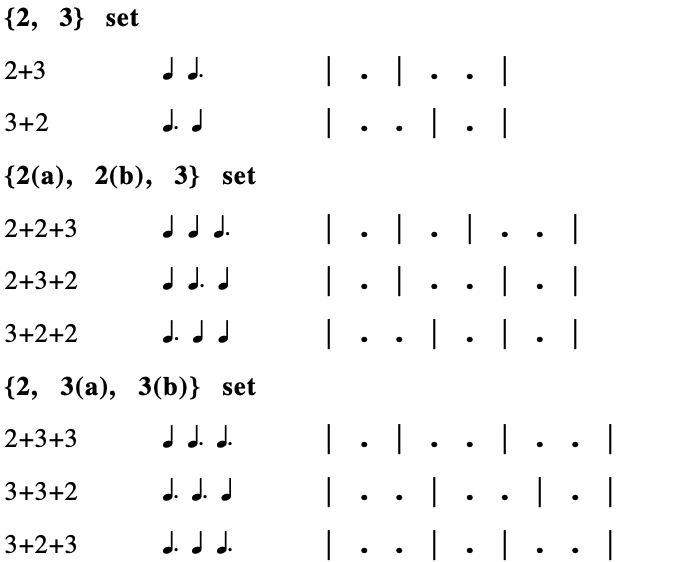 {2, 3} set
2+3 ♩ ♩. | . | . . |
3+2 ♩. ♩ | . . | . |
{2(a), 2(b), 3} set
2+2+3 ♩ ♩ ♩. | . | . | . . |
2+3+2 ♩ ♩. ♩ | . | . . | . |
3+2+2 ♩. ♩ ♩ | . . | . | . |
{2, 3(a), 3(b)} set
2+3+3 ♩ ♩. ♩. | . | . . | . . |
3+3+2 ♩. ♩. ♩ | . . | . . | . |
3+2+3 ♩. ♩ ♩. | . . | . | . . |